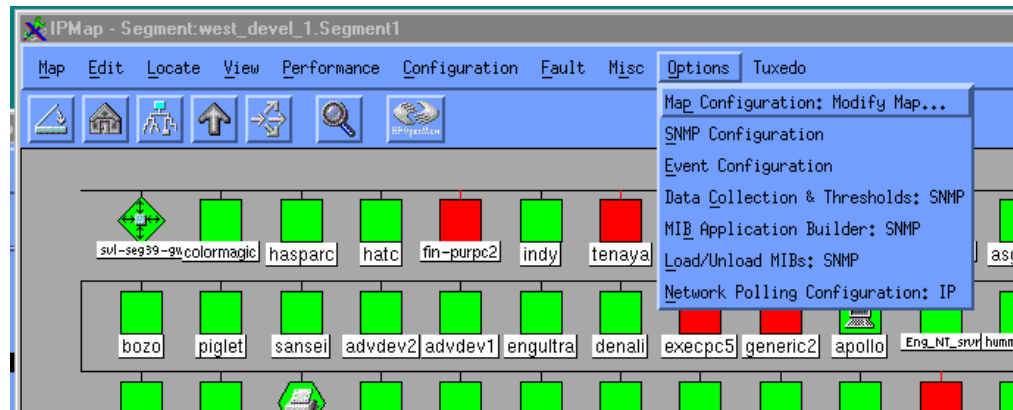 IPMap - Segment:west_devel_1.Segment1
Map Edit Locate View Performance Configuration Fault Misc Options Tuxedo
HP OpenView
Map Configuration: Modify Map...
SNMP Configuration
Event Configuration
Data Collection & Thresholds: SNMP
MIB Application Builder: SNMP
Load/Unload MIBs: SNMP
Network Polling Configuration: IP
colormagic hasparc hatc fin-purpc2 indy tenaya
bozo piglet sansei advdev2 advdev1 engultra denali execpc5 generic2 apollo Eng_NT_srvr